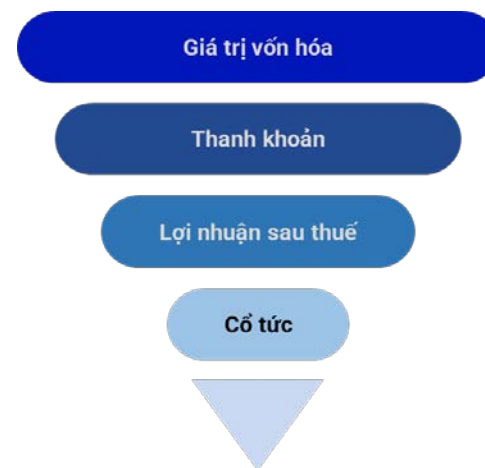 Giá trị vốn hóa
Thanh khoản
Lợi nhuận sau thuế
Cổ tức